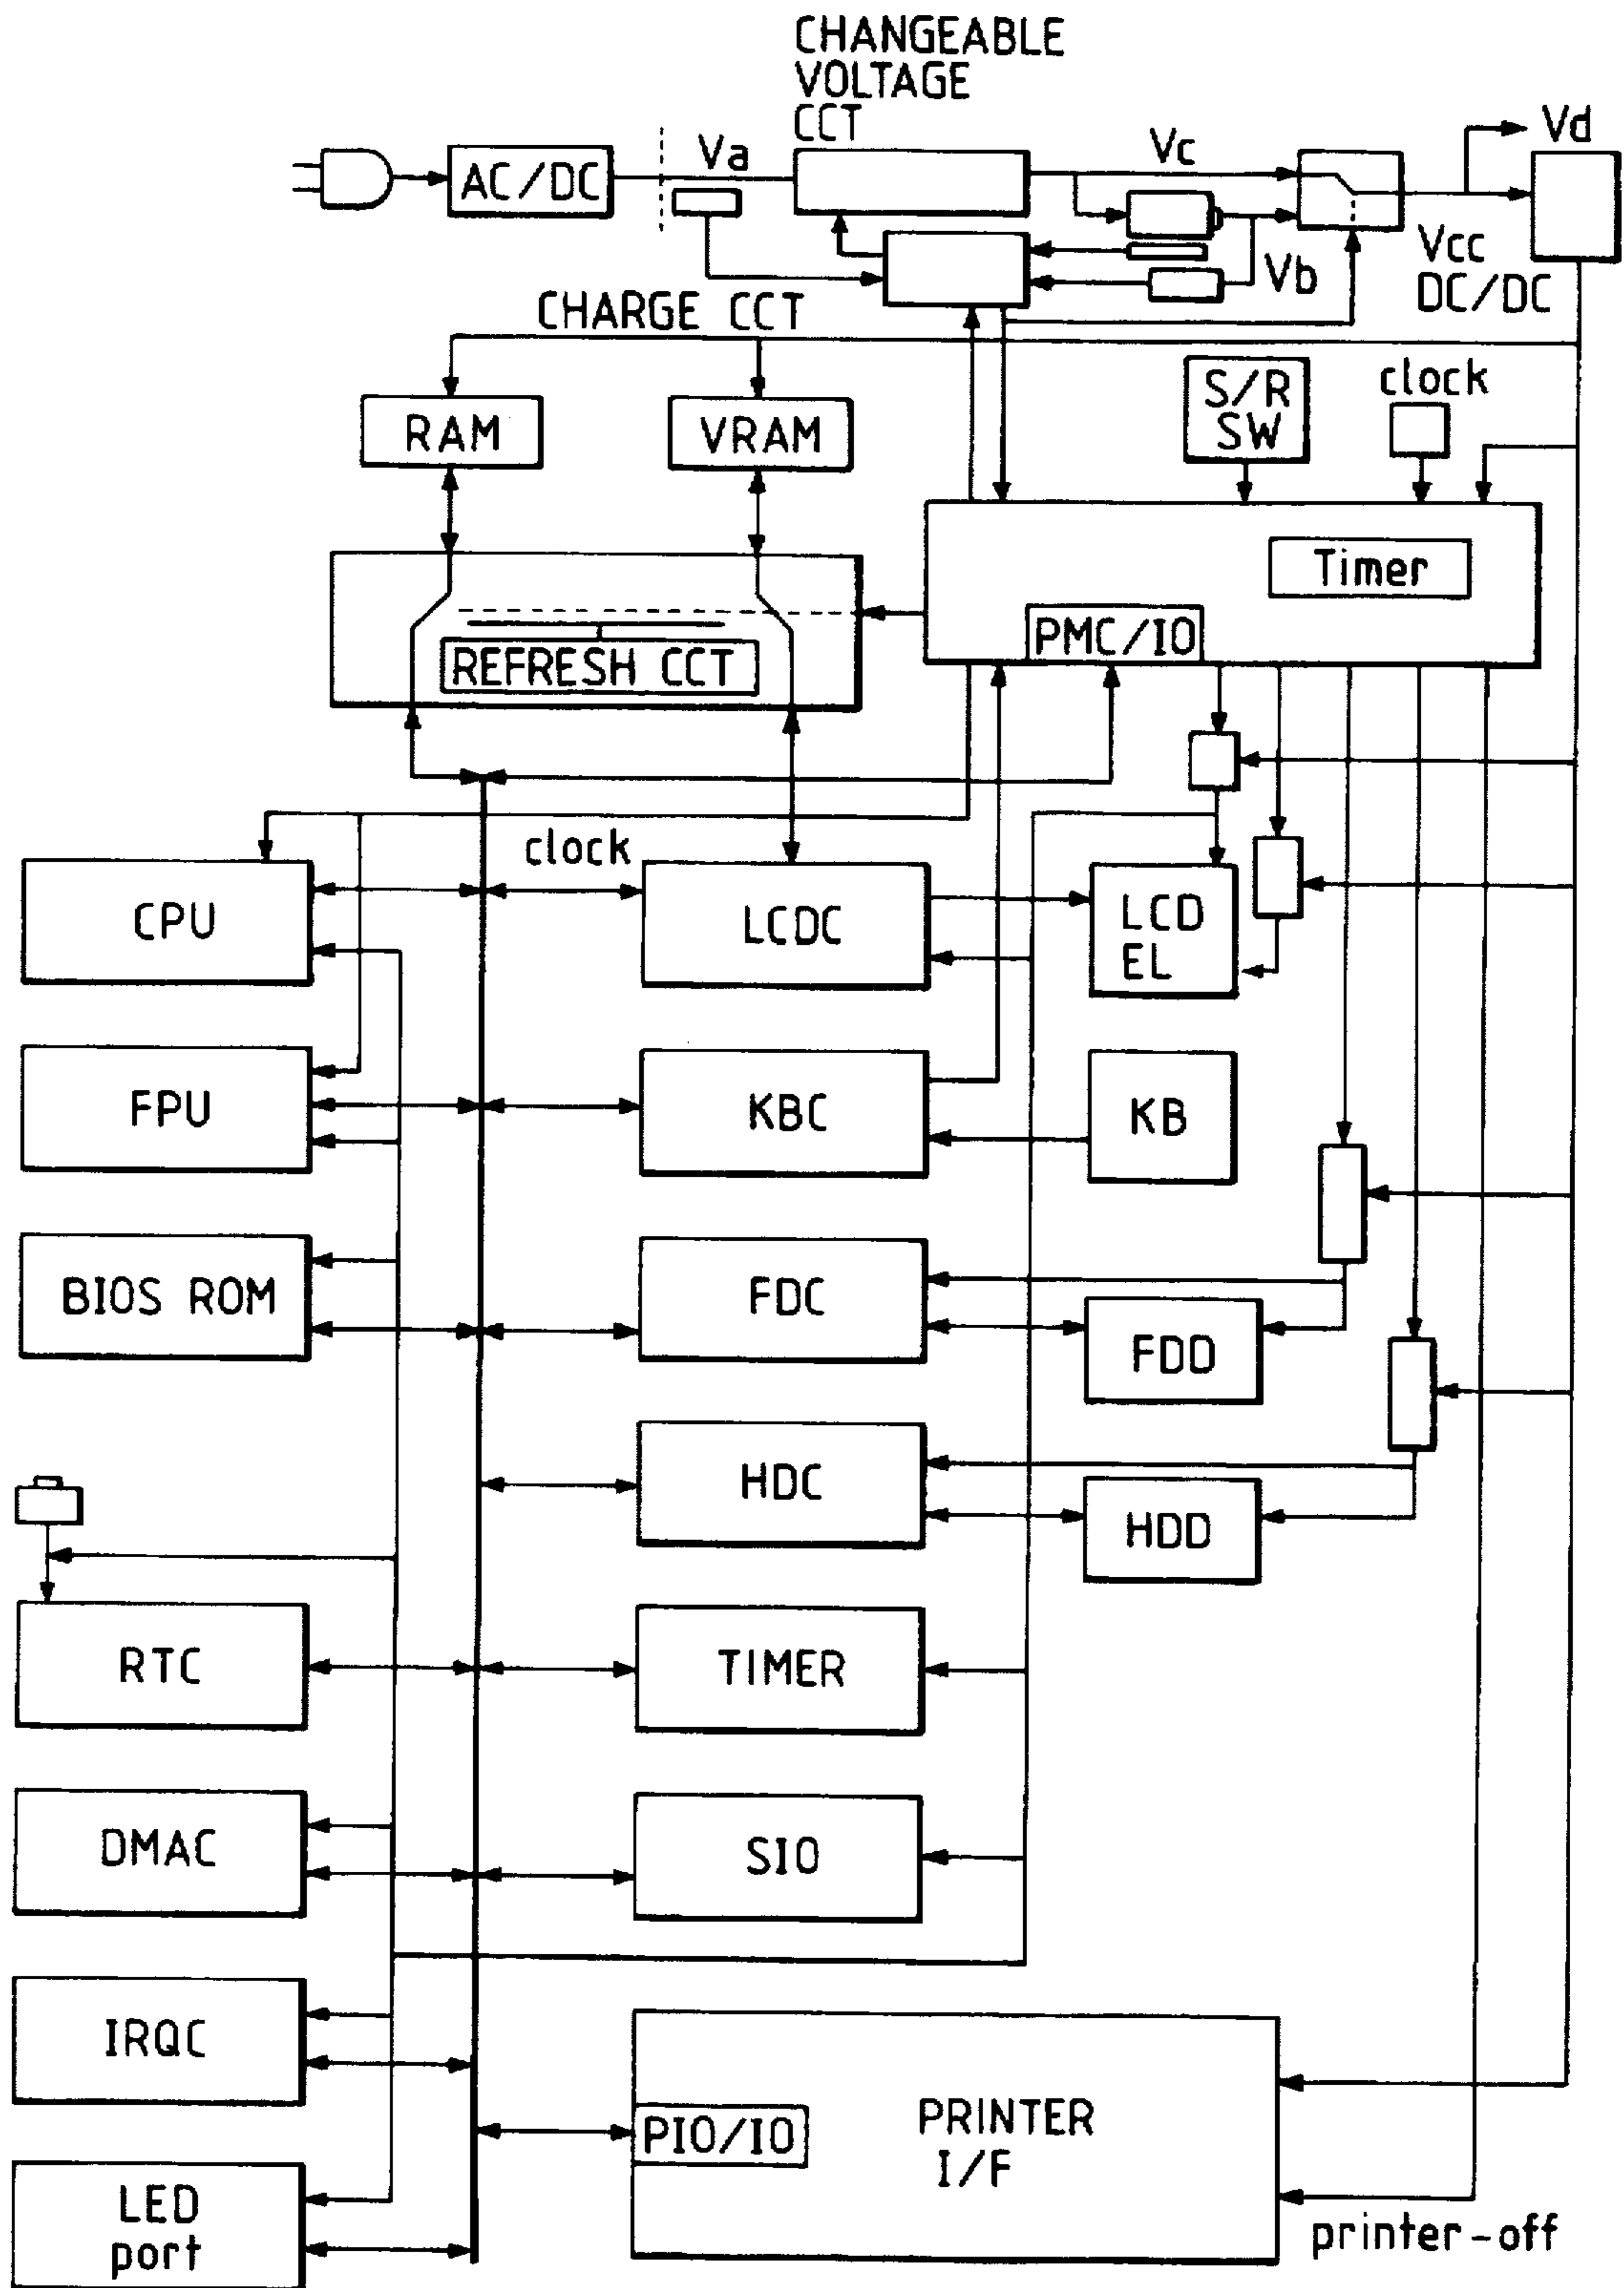 CHANGEABLE
VOLTAGE
CCT
AC/DC
Va
Vc
Vd
Vb
Vcc
DC/DC
CHARGE CCT
RAM
VRAM
S/R
SW
clock
Timer
PMC/IO
REFRESH CCT
clock
CPU
LCDC
LCD
EL
FPU
KBC
KB
BIOS ROM
FDC
FDD
HDC
HDD
RTC
TIMER
DMAC
SIO
IRQC
PIO/IO
PRINTER
I/F
LED
port
printer-off